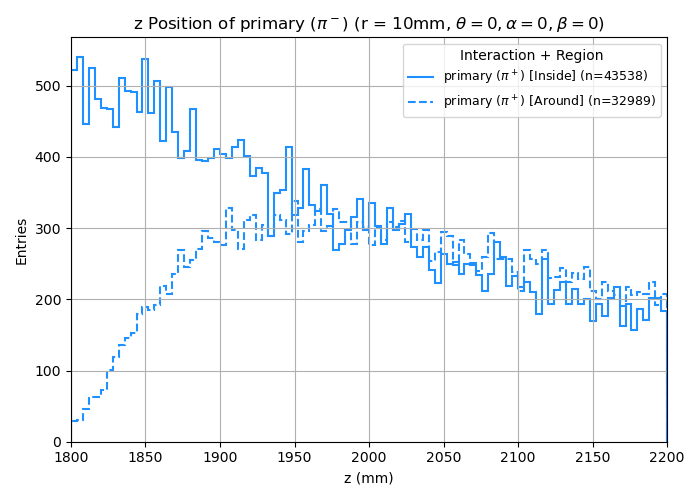 z Position of primary (π⁻) (r = 10mm, θ = 0, α = 0, β = 0)
Interaction + Region
primary (π⁺) [Inside] (n=43538)
primary (π⁺) [Around] (n=32989)
Entries
500
400
300
200
100
0
1800 1850 1900 1950 2000 2050 2100 2150 2200
z (mm)